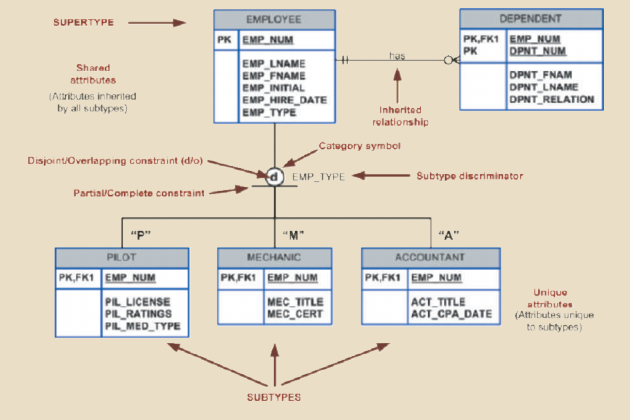 EMPLOYEE
DEPENDENT
SUPERTYPE
PK EMP_NUM
PK,FK1 EMP_NUM
PK DPNT_NUM
has
Shared
attributes
(Attributes inherited
by all subtypes)
EMP_LNAME
EMP_FNAME
EMP_INITIAL
EMP_HIRE_DATE
EMP_TYPE
DPNT_FNAM
DPNT_LNAME
DPNT_RELATION
Inherited
relationship
Category symbol
Disjoint/Overlapping constraint (d/o)
d
EMP_TYPE
Subtype discriminator
Partial/Complete constraint
"P"
"M"
"A"
PILOT
MECHANIC
ACCOUNTANT
PK,FK1 EMP_NUM
PK,FK1 EMP_NUM
PK,FK1 EMP_NUM
PIL_LICENSE
PIL_RATINGS
PIL_MED_TYPE
MEC_TITLE
MEC_CERT
ACT_TITLE
ACT_CPA_DATE
Unique
attributes
(Attributes unique
to subtypes)
SUBTYPES